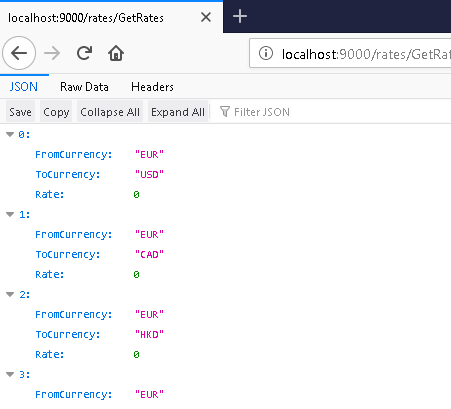 localhost:9000/rates/GetRates
localhost:9000/rates/GetRat
JSON Raw Data Headers
Save Copy Collapse All Expand All Filter JSON
0:
FromCurrency: "EUR"
ToCurrency: "USD"
Rate: 0
1:
FromCurrency: "EUR"
ToCurrency: "CAD"
Rate: 0
2:
FromCurrency: "EUR"
ToCurrency: "HKD"
Rate: 0
3:
FromCurrency: "EUR"